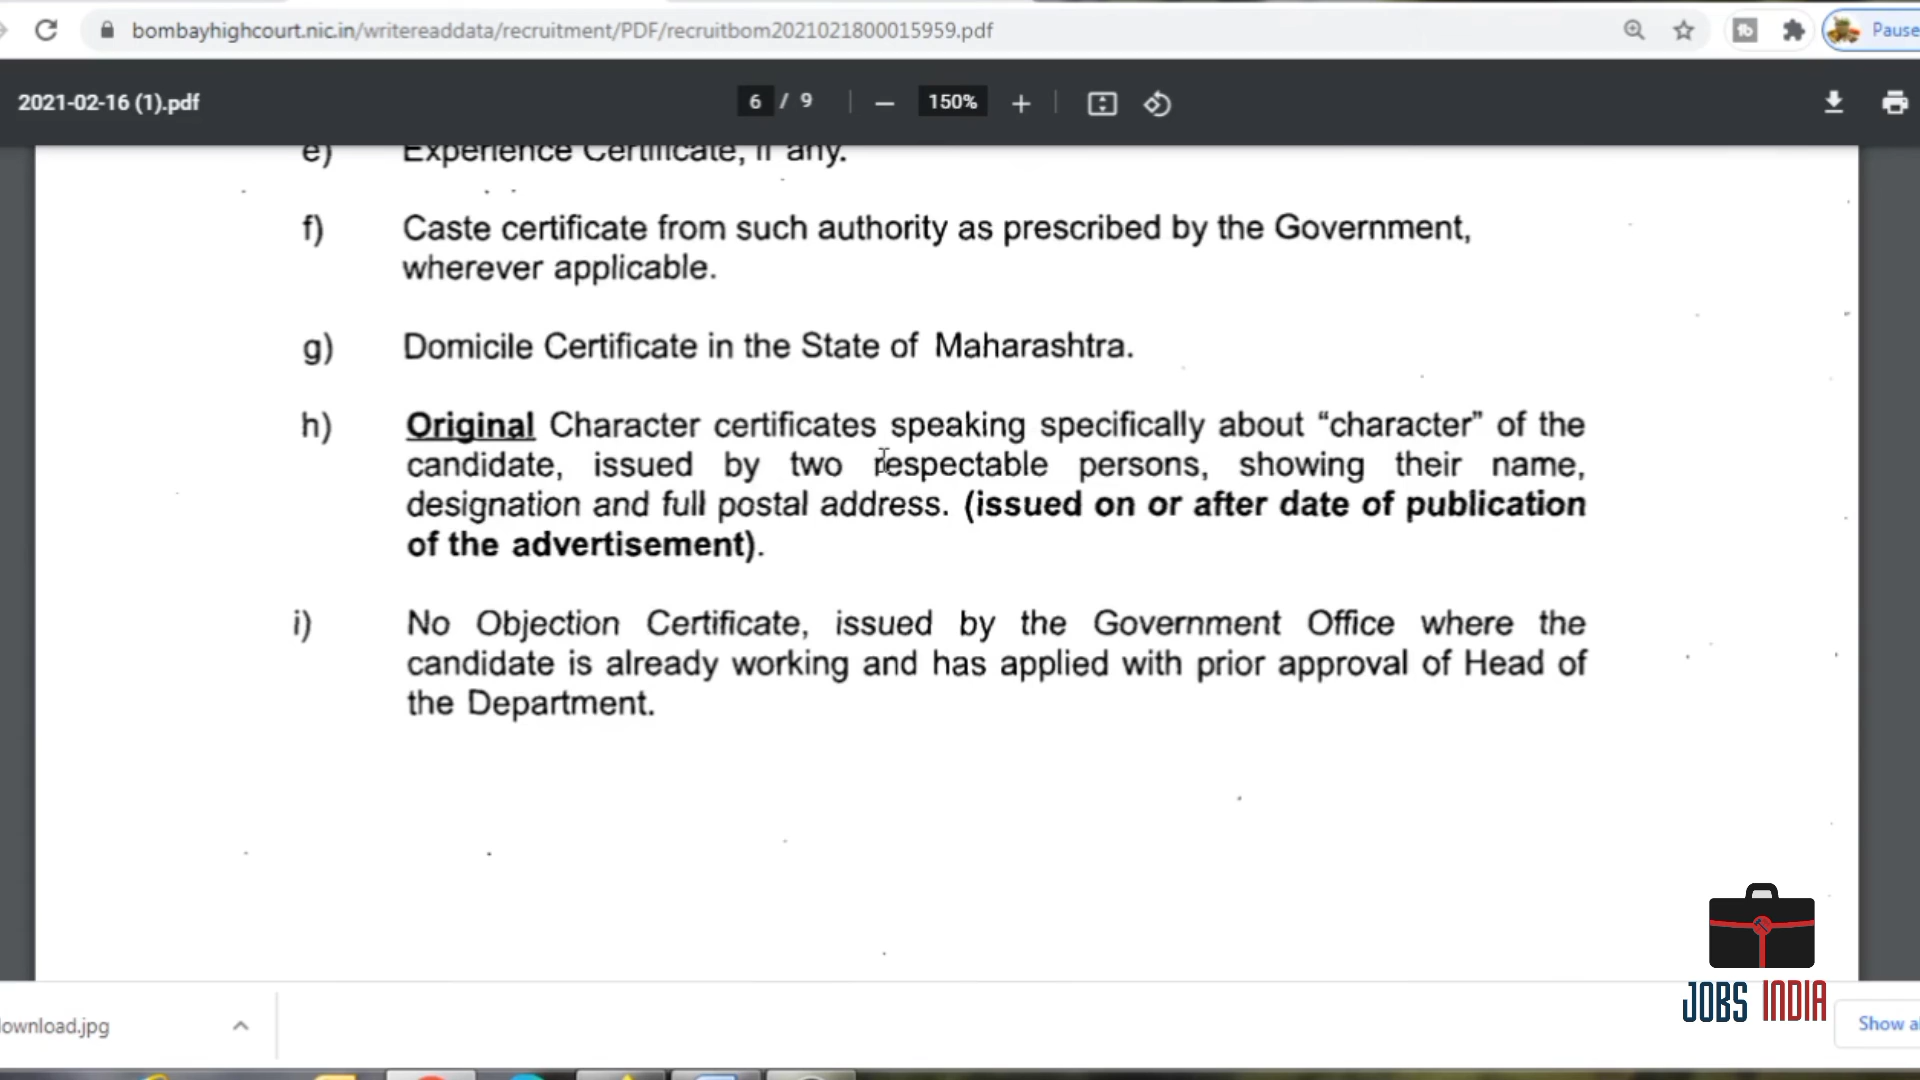 bombayhighcourt.nic.in/writereaddata/recruitment/PDF/recruitbom2021021800015959.pdf
Pause
2021-02-16 (1).pdf
6 / 9
150%
e) Experience Certificate, if any.
f) Caste certificate from such authority as prescribed by the Government,
wherever applicable.
g) Domicile Certificate in the State of Maharashtra.
h) Original Character certificates speaking specifically about “character” of the
candidate, issued by two respectable persons, showing their name,
designation and full postal address. (issued on or after date of publication
of the advertisement).
i) No Objection Certificate, issued by the Government Office where the
candidate is already working and has applied with prior approval of Head of
the Department.
JOBS INDIA
ownload.jpg
Show a